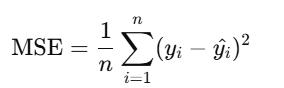 MSE = \frac{1}{n} \sum_{i=1}^{n} (y_i - \hat{y}_i)^2